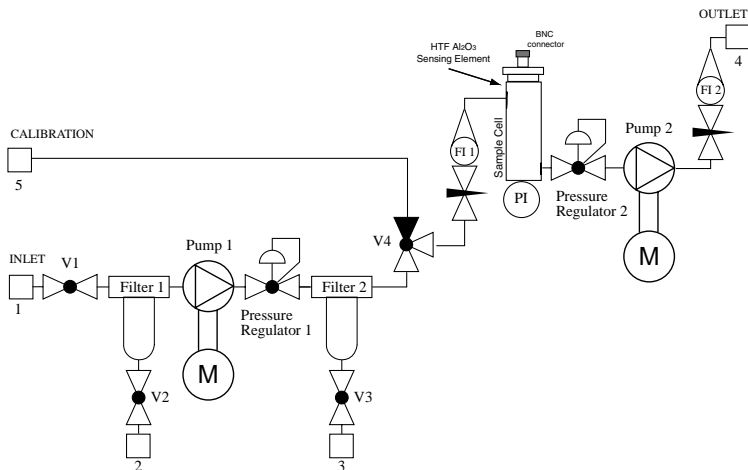 OUTLET
4
BNC
connector
HTF Al₂O₃
Sensing Element
FI 2
Pump 2
CALIBRATION
5
FI 1
Sample Cell
PI
Pressure
Regulator 2
M
V4
Pump 1
INLET
1
V1
Filter 1
Filter 2
Pressure
Regulator 1
M
V2
V3
2
3